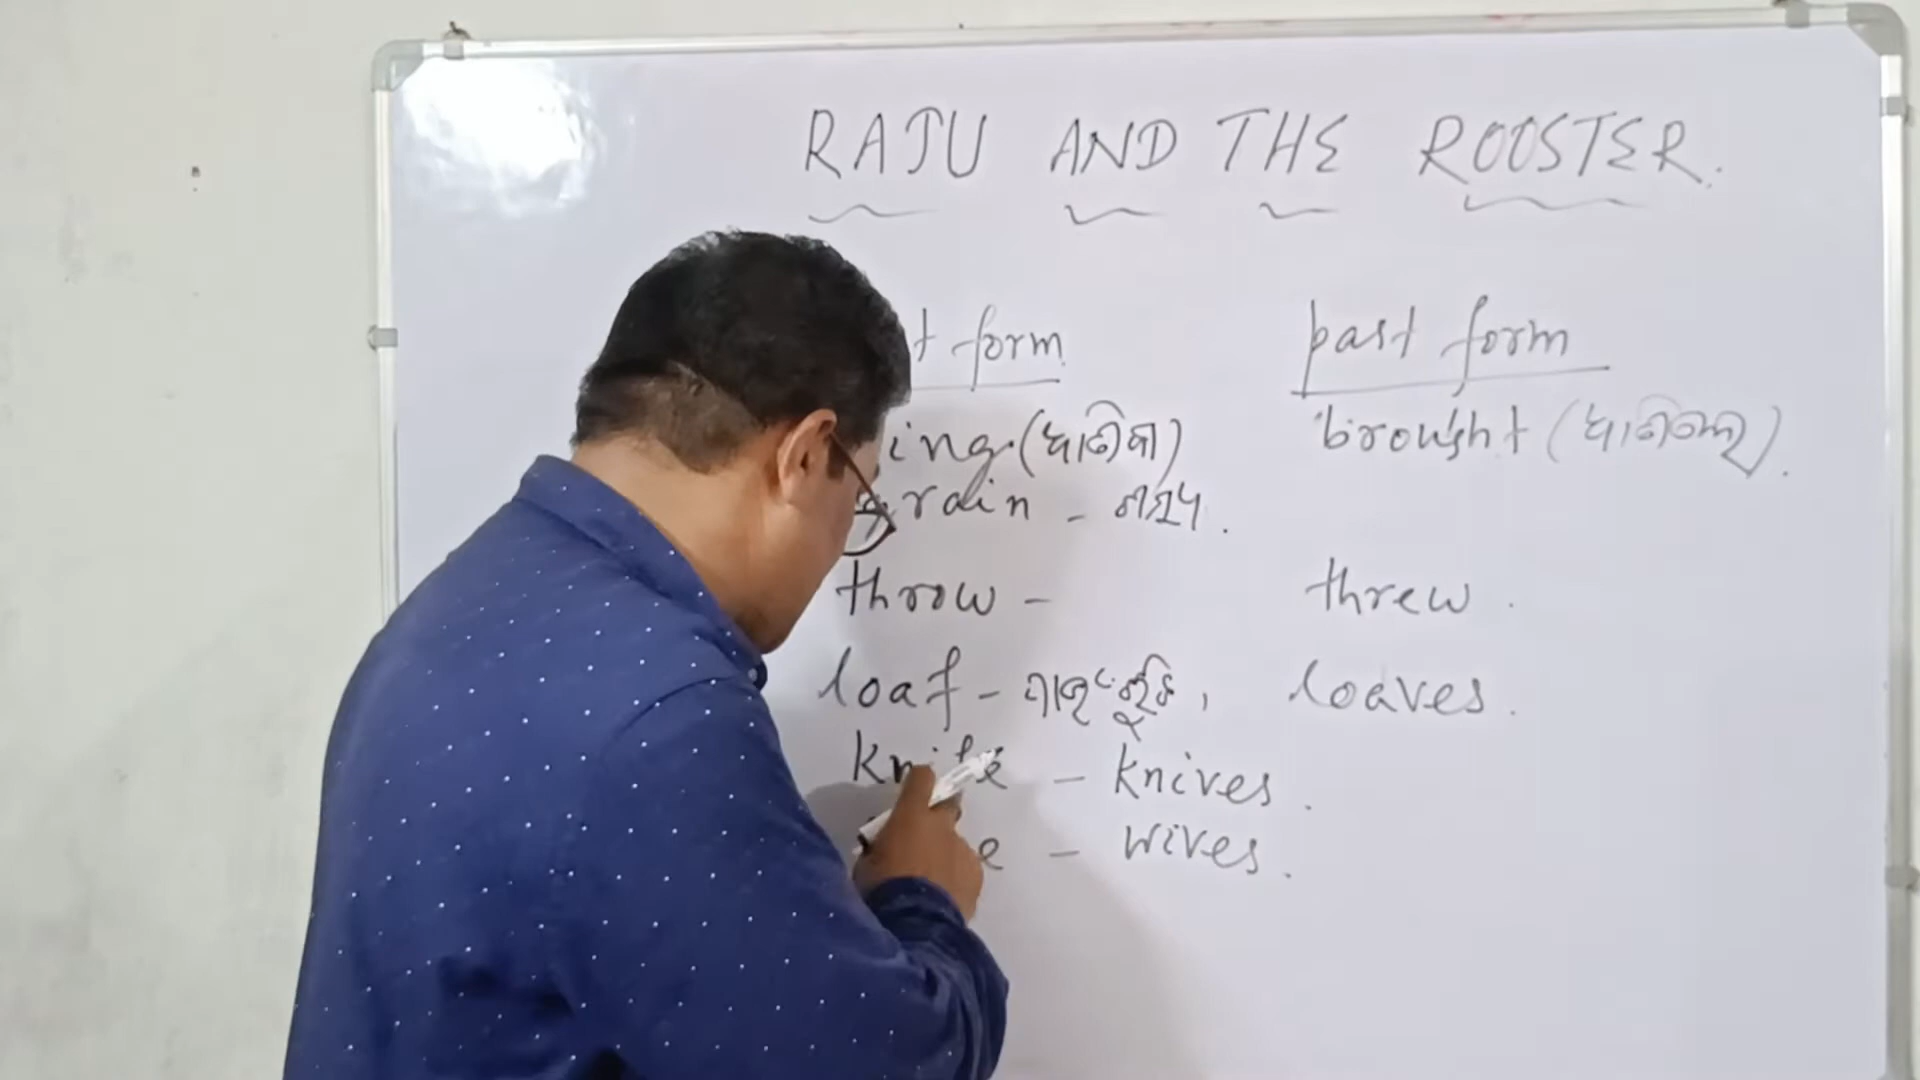 RAJU AND THE ROOSTER.
form past form
(ଆଣିବା) brought (ଆଣିଲା).
grain - ଶସ୍ୟ.
throw - threw.
loaf - ପାଉଁରୁଟି, loaves.
knife - knives.
- wives.